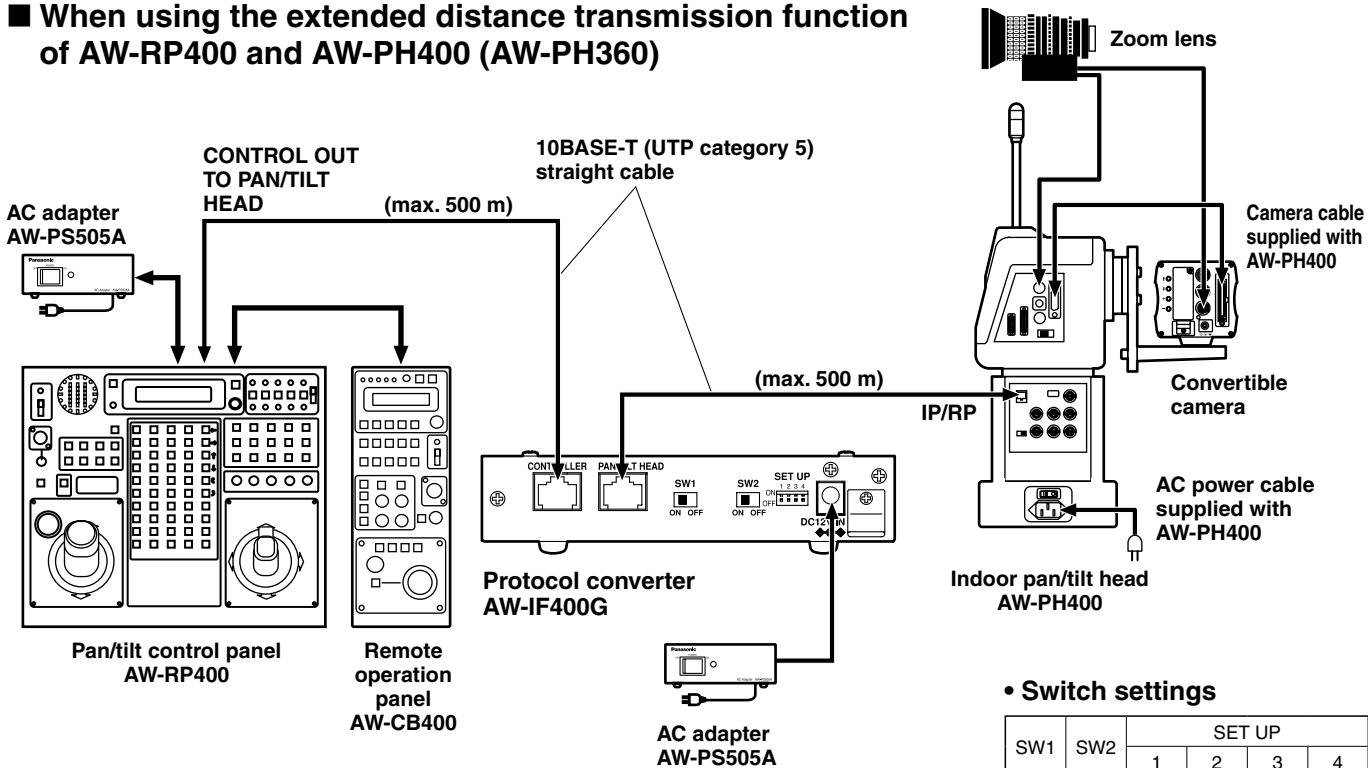 ■ When using the extended distance transmission function
of AW-RP400 and AW-PH400 (AW-PH360)
Zoom lens
CONTROL OUT
TO PAN/TILT
HEAD
(max. 500 m)
10BASE-T (UTP category 5)
straight cable
AC adapter
AW-PS505A
Panasonic
Camera cable
supplied with
AW-PH400
(max. 500 m)
IP/RP
Convertible
camera
CONTROLLER
PAN/TILT HEAD
SW1
ON OFF
SW2
ON OFF
SET UP
1 2 3 4
ON
OFF
DC12V IN
AC power cable
supplied with
AW-PH400
Protocol converter
AW-IF400G
Indoor pan/tilt head
AW-PH400
Pan/tilt control panel
AW-RP400
Remote
operation
panel
AW-CB400
Panasonic
AC adapter
AW-PS505A
• Switch settings
SW1 SW2 SET UP
1 2 3 4